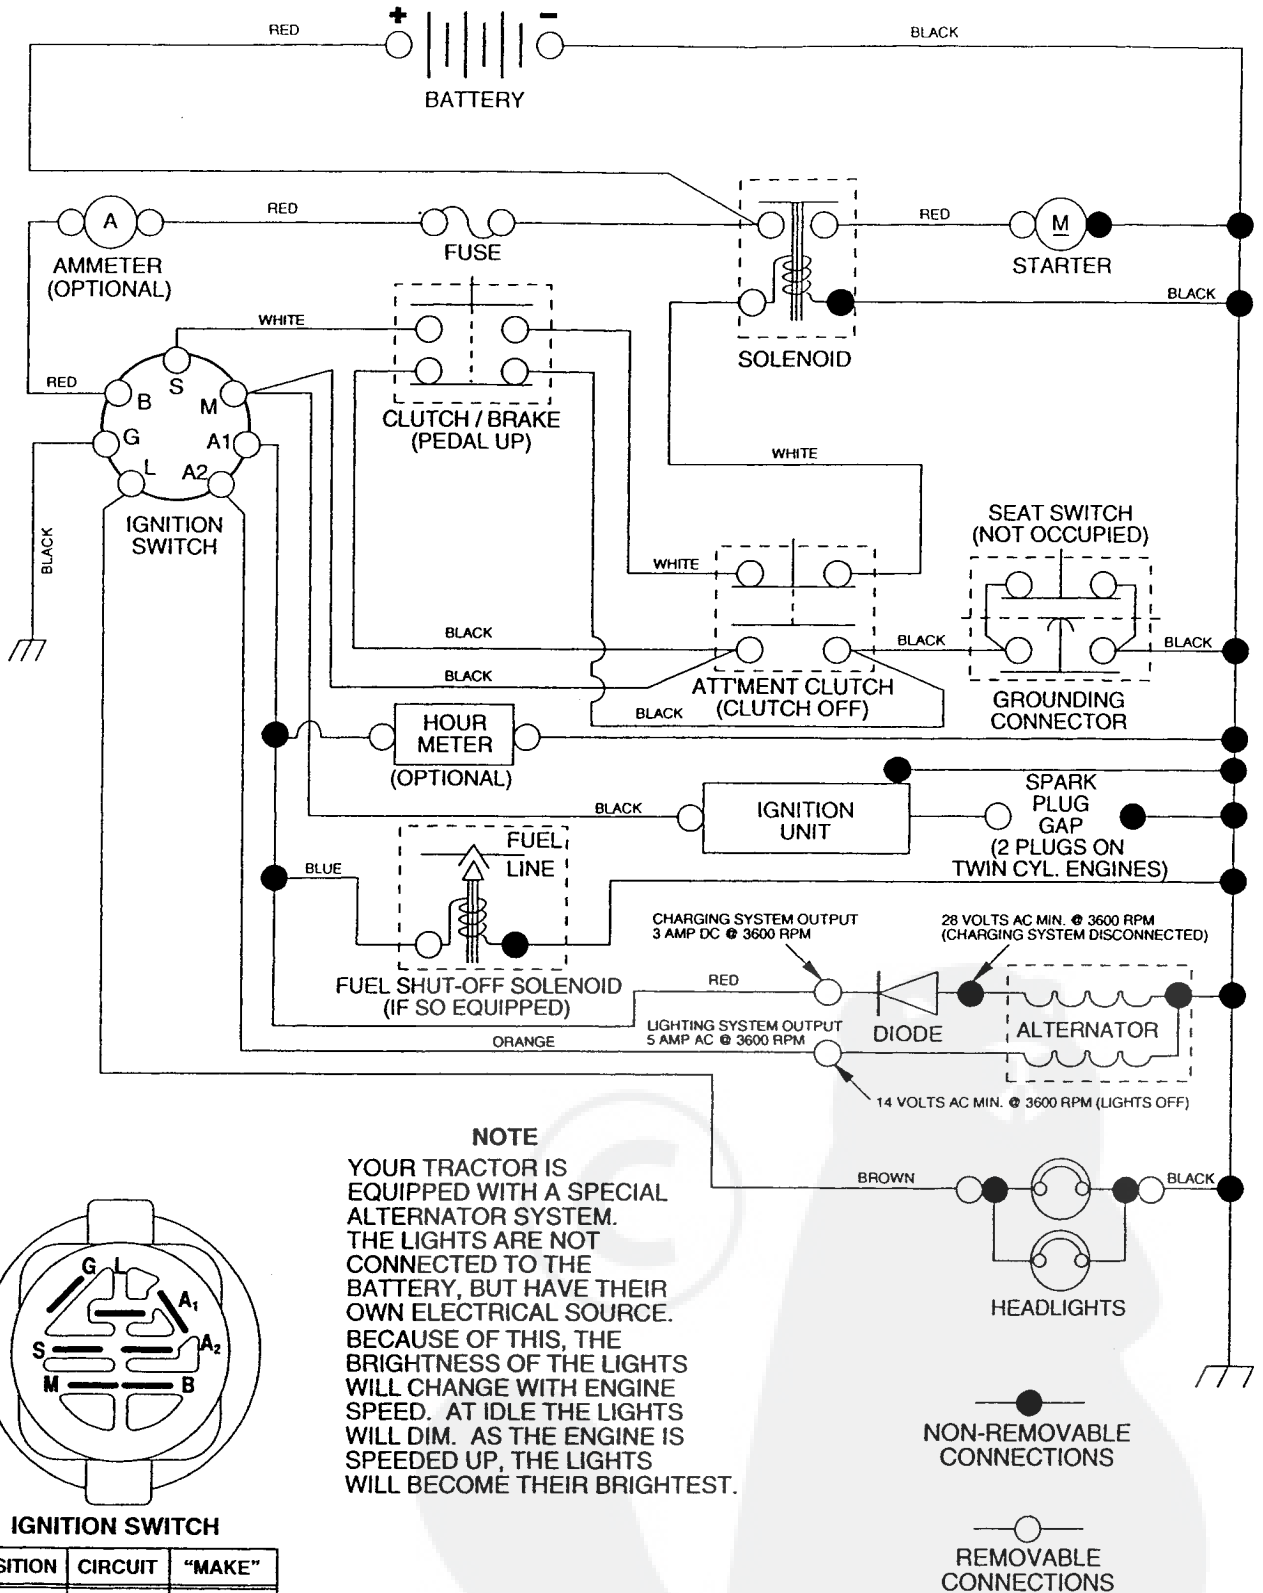 +
−
RED
BLACK
BATTERY
A
RED
RED
M
FUSE
AMMETER
(OPTIONAL)
STARTER
WHITE
BLACK
SOLENOID
RED
S
B
M
G
A1
L
A2
CLUTCH / BRAKE
(PEDAL UP)
WHITE
IGNITION
SWITCH
BLACK
SEAT SWITCH
(NOT OCCUPIED)
WHITE
BLACK
BLACK
BLACK
BLACK
ATT'MENT CLUTCH
(CLUTCH OFF)
BLACK
GROUNDING
CONNECTOR
HOUR
METER
(OPTIONAL)
BLACK
IGNITION
UNIT
SPARK
PLUG
GAP
(2 PLUGS ON
TWIN CYL. ENGINES)
FUEL
LINE
BLUE
CHARGING SYSTEM OUTPUT
3 AMP DC @ 3600 RPM
28 VOLTS AC MIN. @ 3600 RPM
(CHARGING SYSTEM DISCONNECTED)
FUEL SHUT-OFF SOLENOID
(IF SO EQUIPPED)
RED
DIODE
ALTERNATOR
LIGHTING SYSTEM OUTPUT
5 AMP AC @ 3600 RPM
ORANGE
14 VOLTS AC MIN. @ 3600 RPM (LIGHTS OFF)
NOTE
YOUR TRACTOR IS
EQUIPPED WITH A SPECIAL
ALTERNATOR SYSTEM.
THE LIGHTS ARE NOT
CONNECTED TO THE
BATTERY, BUT HAVE THEIR
OWN ELECTRICAL SOURCE.
BECAUSE OF THIS, THE
BRIGHTNESS OF THE LIGHTS
WILL CHANGE WITH ENGINE
SPEED. AT IDLE THE LIGHTS
WILL DIM. AS THE ENGINE IS
SPEEDED UP, THE LIGHTS
WILL BECOME THEIR BRIGHTEST.
BROWN
BLACK
HEADLIGHTS
G
L
A1
S
A2
M
B
IGNITION SWITCH
SITION CIRCUIT "MAKE"
NON-REMOVABLE
CONNECTIONS
REMOVABLE
CONNECTIONS
©